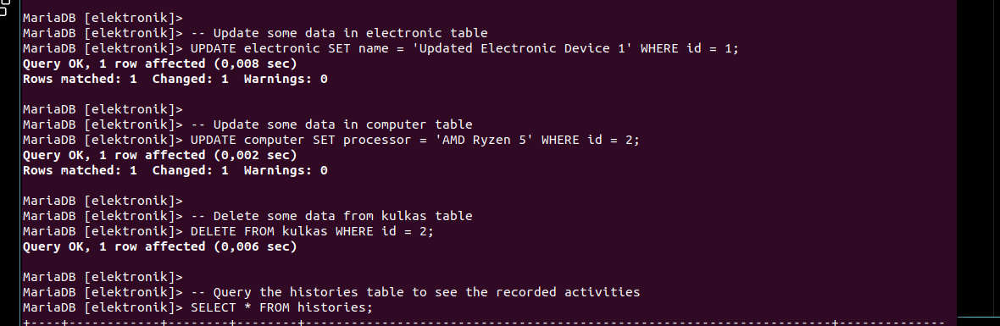 MariaDB [elektronik]>
MariaDB [elektronik]> -- Update some data in electronic table
MariaDB [elektronik]> UPDATE electronic SET name = 'Updated Electronic Device 1' WHERE id = 1;
Query OK, 1 row affected (0,008 sec)
Rows matched: 1  Changed: 1  Warnings: 0

MariaDB [elektronik]>
MariaDB [elektronik]> -- Update some data in computer table
MariaDB [elektronik]> UPDATE computer SET processor = 'AMD Ryzen 5' WHERE id = 2;
Query OK, 1 row affected (0,002 sec)
Rows matched: 1  Changed: 1  Warnings: 0

MariaDB [elektronik]>
MariaDB [elektronik]> -- Delete some data from kulkas table
MariaDB [elektronik]> DELETE FROM kulkas WHERE id = 2;
Query OK, 1 row affected (0,006 sec)

MariaDB [elektronik]>
MariaDB [elektronik]> -- Query the histories table to see the recorded activities
MariaDB [elektronik]> SELECT * FROM histories;
+----+------------+--------+--------+---------------------------------------------------------------------+---------------